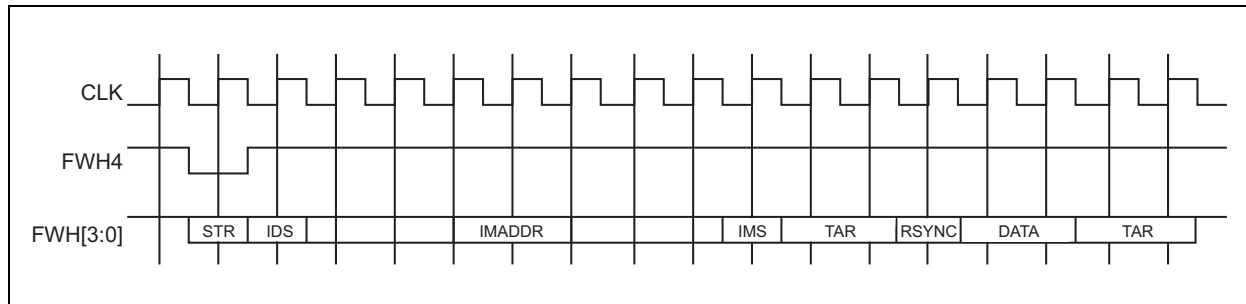 CLK
FWH4
FWH[3:0]
STR IDS IMADDR IMS TAR RSYNC DATA TAR